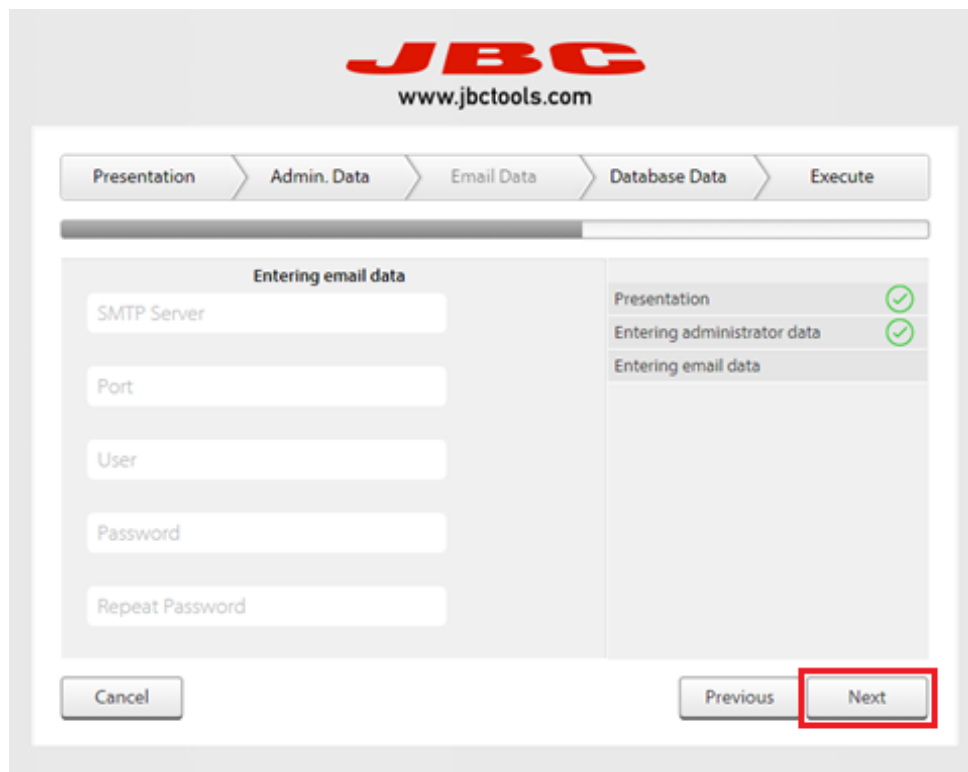 JBC
www.jbctools.com
Presentation Admin. Data Email Data Database Data Execute
Entering email data
SMTP Server
Port
User
Password
Repeat Password
Presentation
Entering administrator data
Entering email data
Cancel Previous Next